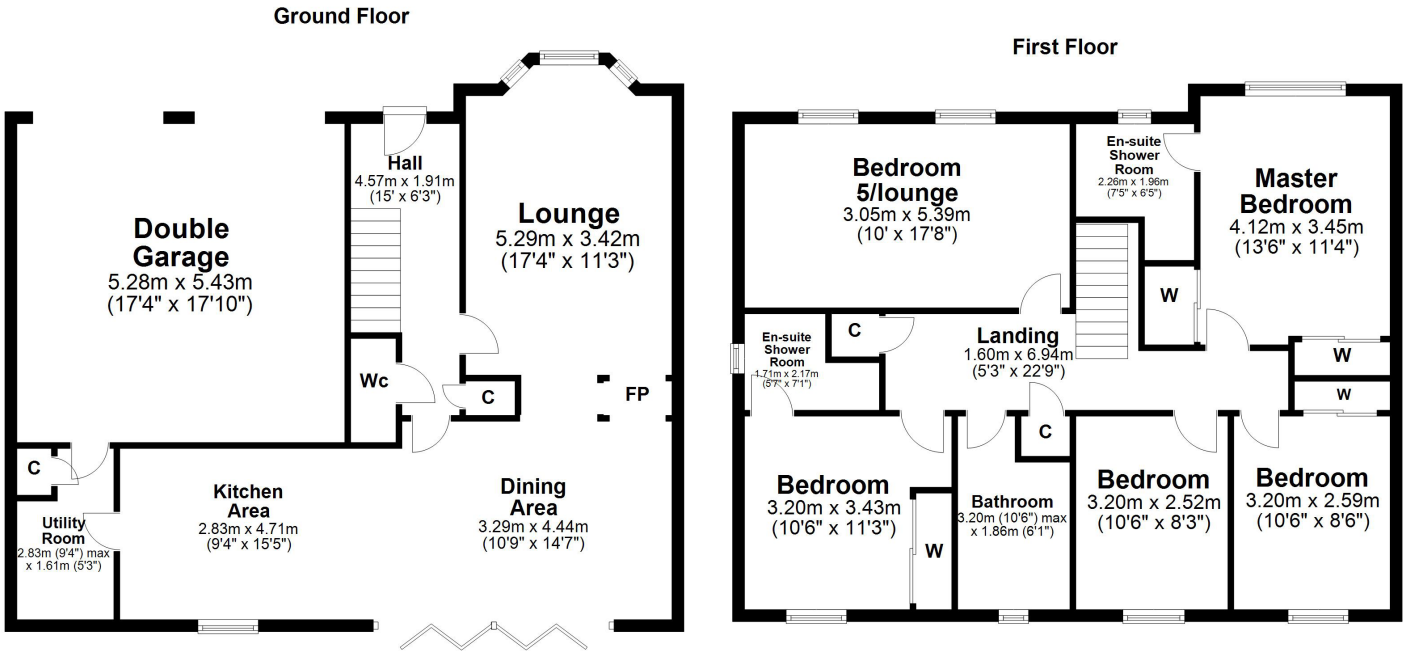 Ground Floor
Double
Garage
5.28m x 5.43m
(17'4" x 17'10")
Hall
4.57m x 1.91m
(15' x 6'3")
Lounge
5.29m x 3.42m
(17'4" x 11'3")
Wc
C
FP
C
Utility
Room
2.83m (9'4") max
x 1.61m (5'3")
Kitchen
Area
2.83m x 4.71m
(9'4" x 15'5")
Dining
Area
3.29m x 4.44m
(10'9" x 14'7")
First Floor
Bedroom
5/lounge
3.05m x 5.39m
(10' x 17'8")
En-suite
Shower
Room
2.26m x 1.96m
(7'5" x 6'5")
Master
Bedroom
4.12m x 3.45m
(13'6" x 11'4")
W
W
W
En-suite
Shower
Room
1.71m x 2.17m
(5'7" x 7'1")
C
Landing
1.60m x 6.94m
(5'3" x 22'9")
C
Bedroom
3.20m x 3.43m
(10'6" x 11'3")
W
Bathroom
3.20m (10'6") max
x 1.86m (6'1")
Bedroom
3.20m x 2.52m
(10'6" x 8'3")
Bedroom
3.20m x 2.59m
(10'6" x 8'6")